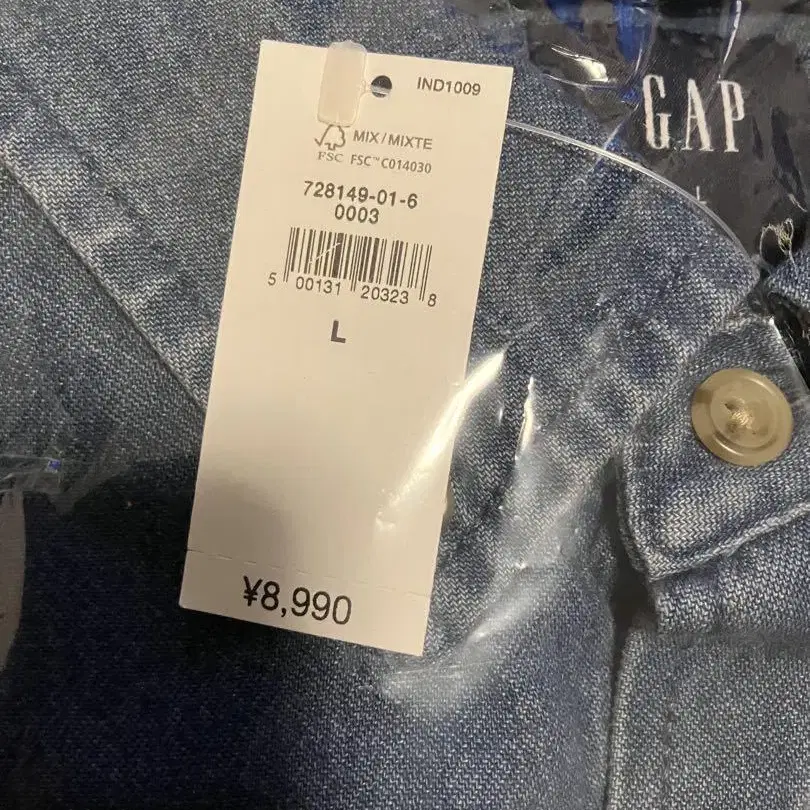 IND1009
MIX / MIXTE
FSC FSC™ C014030
728149-01-6
0003
5 00131 20323 8
L
¥8,990
GAP
L